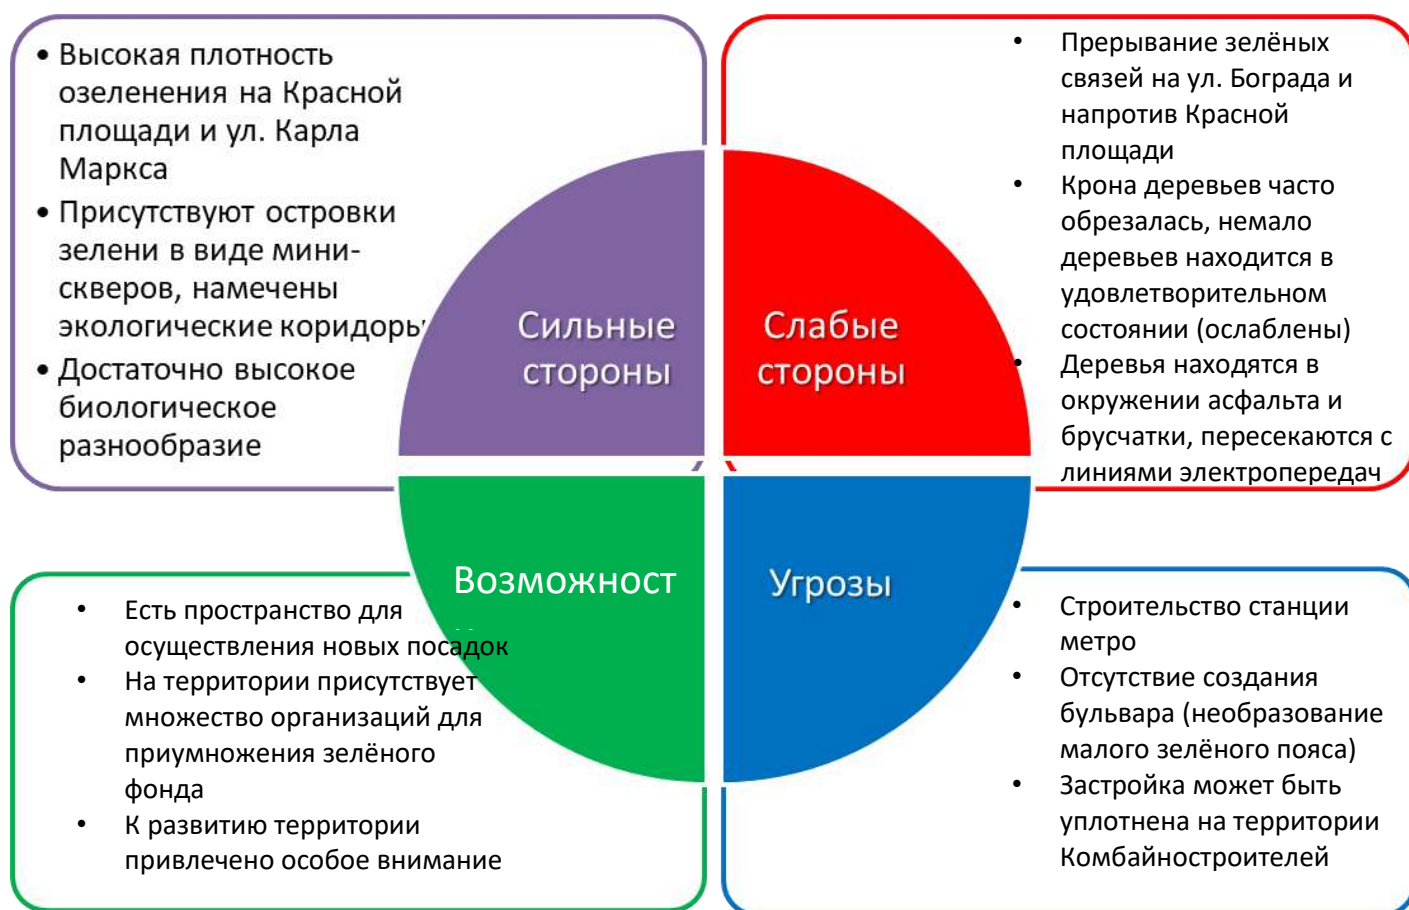 • Высокая плотность
озеленения на Красной
площади и ул. Карла
Маркса
• Присутствуют островки
зелени в виде мини-
скверов, намечены
экологические коридоры
• Достаточно высокое
биологическое
разнообразие
Сильные
стороны
• Прерывание зелёных
связей на ул. Бограда и
напротив Красной
площади
• Крона деревьев часто
обрезалась, немало
деревьев находится в
удовлетворительном
состоянии (ослаблены)
• Деревья находятся в
окружении асфальта и
брусчатки, пересекаются с
линиями электропередач
Слабые
стороны
Возможност
• Есть пространство для
осуществления новых посадок
• На территории присутствует
множество организаций для
приумножения зелёного
фонда
• К развитию территории
привлечено особое внимание
Угрозы
• Строительство станции
метро
• Отсутствие создания
бульвара (необразование
малого зелёного пояса)
• Застройка может быть
уплотнена на территории
Комбайностроителей